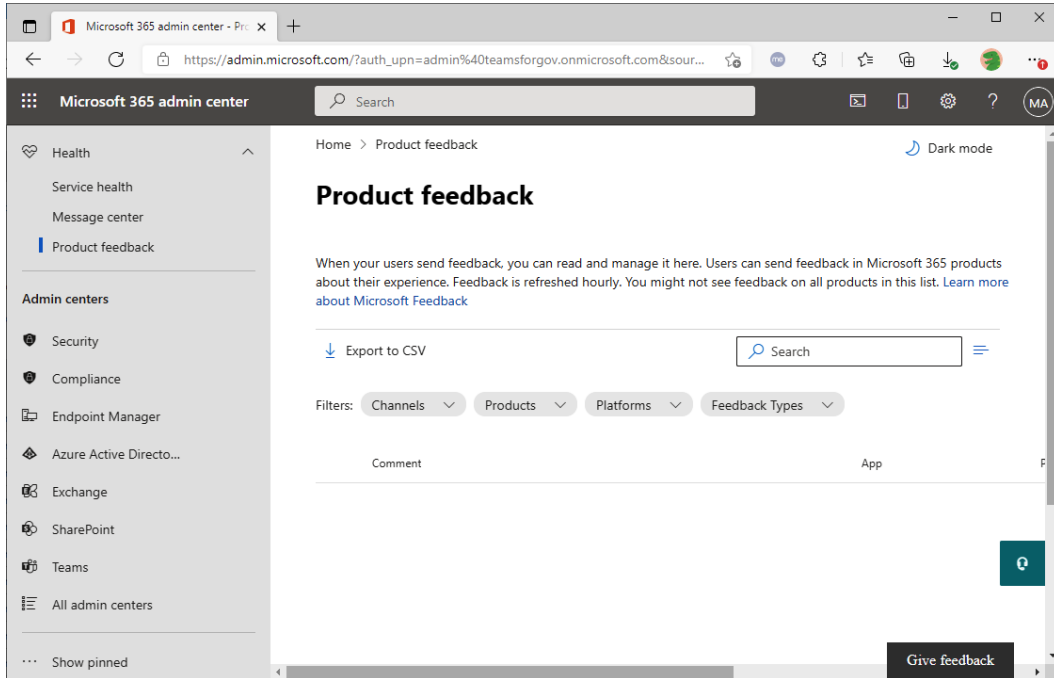 Microsoft 365 admin center - Pro
https://admin.microsoft.com/?auth_upn=admin%40teamsforgov.onmicrosoft.com&sour...
me
Microsoft 365 admin center
Search
?
MA
Health
Service health
Message center
Product feedback
Admin centers
Security
Compliance
Endpoint Manager
Azure Active Directo...
Exchange
SharePoint
Teams
All admin centers
Show pinned
Home > Product feedback
Dark mode
Product feedback
When your users send feedback, you can read and manage it here. Users can send feedback in Microsoft 365 products
about their experience. Feedback is refreshed hourly. You might not see feedback on all products in this list. Learn more
about Microsoft Feedback
Export to CSV
Search
Filters: Channels Products Platforms Feedback Types
Comment App
Give feedback